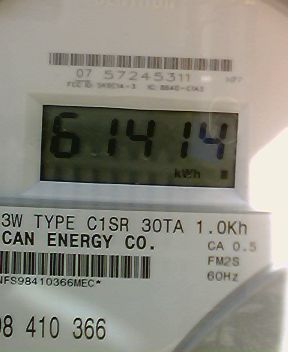 07 57245311
61414
kWh
3W TYPE C1SR 30TA 1.0Kh
CAN ENERGY CO.
CA 0.5
FM2S
60Hz
NFS98410366MEC*
98 410 366